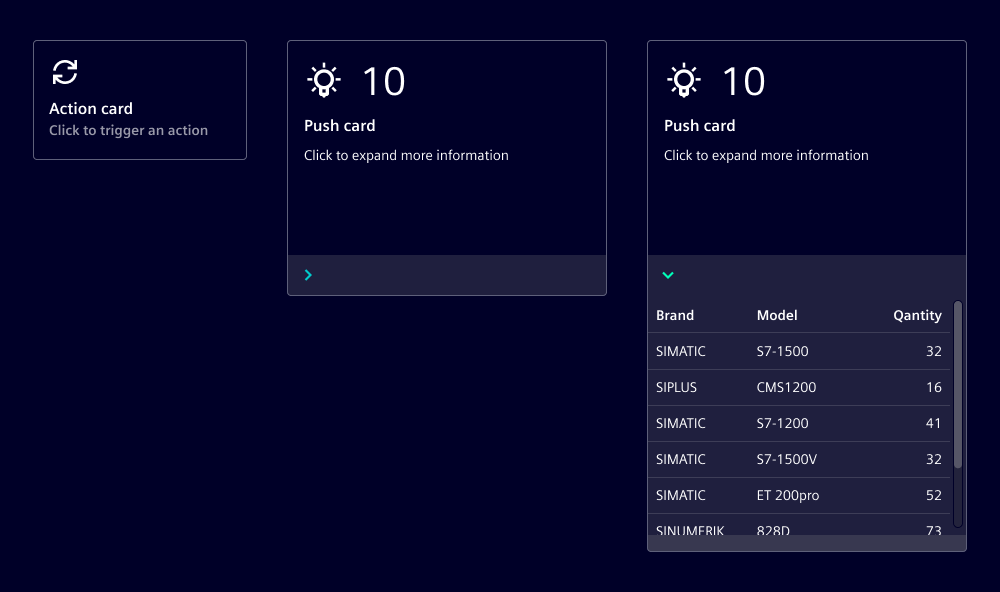 Action card
Click to trigger an action
10
Push card
Click to expand more information
10
Push card
Click to expand more information
Brand Model Qantity
SIMATIC S7-1500 32
SIPLUS CMS1200 16
SIMATIC S7-1200 41
SIMATIC S7-1500V 32
SIMATIC ET 200pro 52
SINUMERIK 828D 73